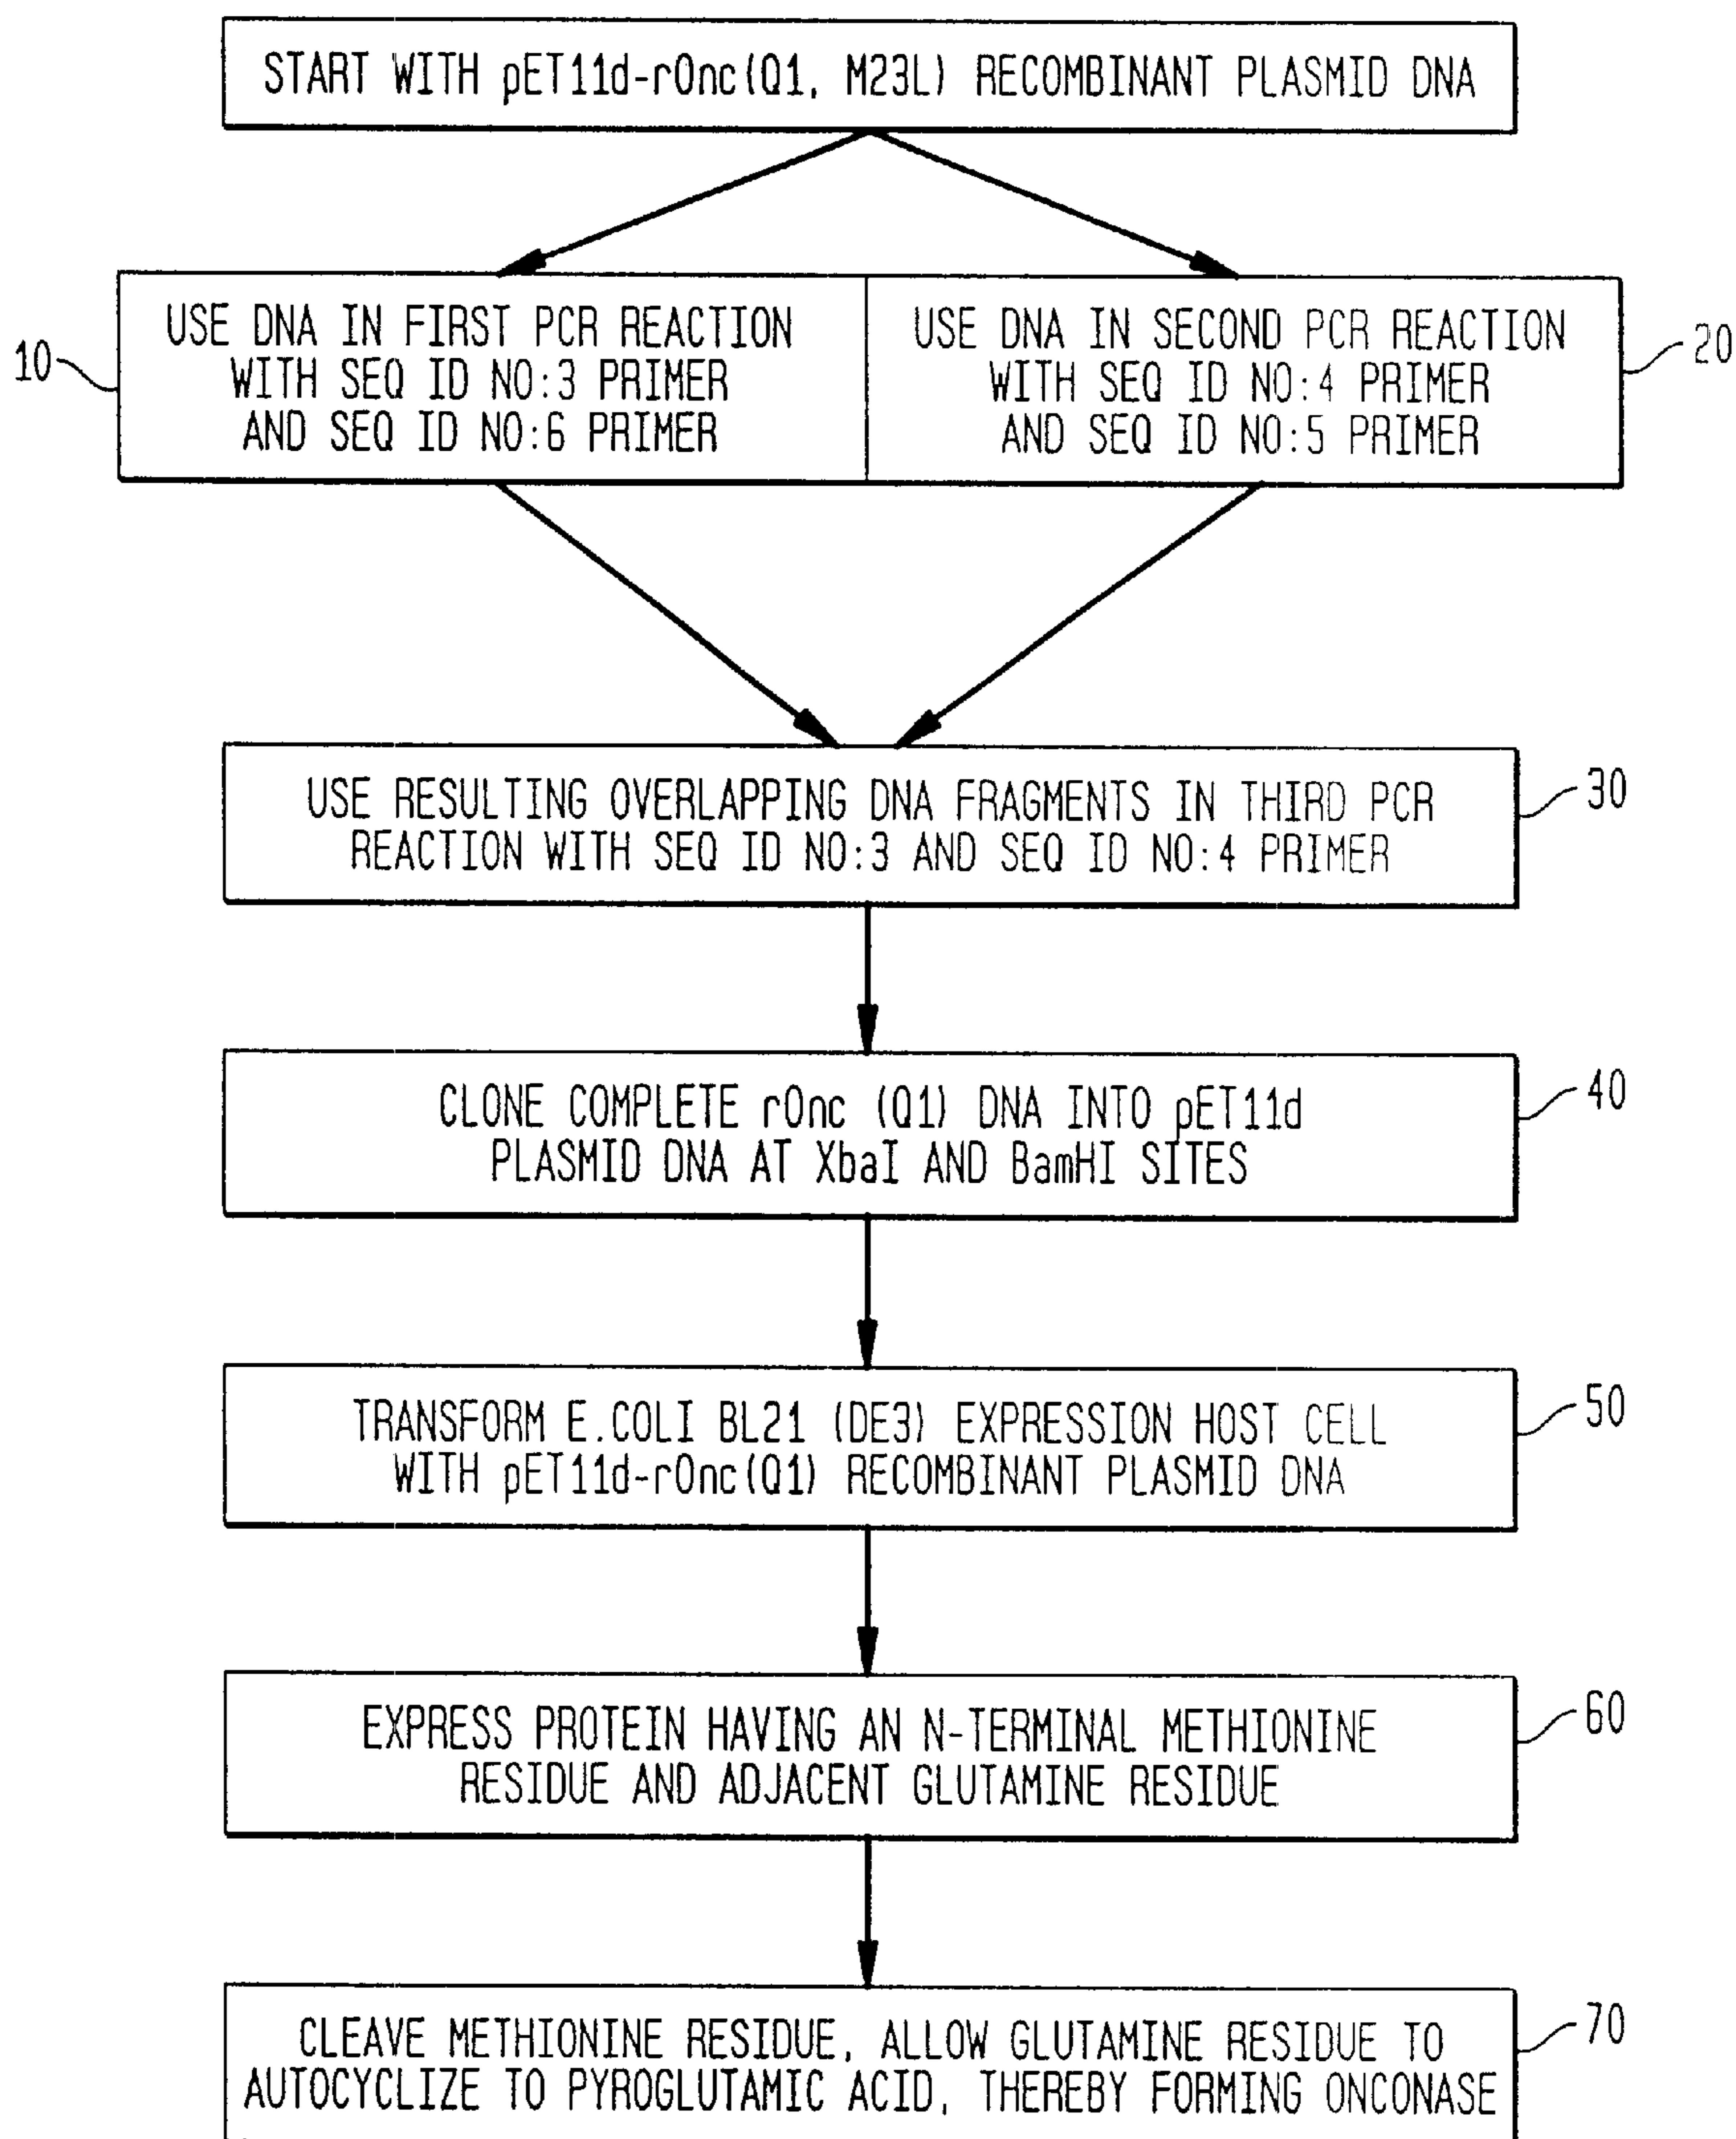 START WITH pET11d-rOnc(Q1, M23L) RECOMBINANT PLASMID DNA
10
USE DNA IN FIRST PCR REACTION
WITH SEQ ID NO:3 PRIMER
AND SEQ ID NO:6 PRIMER
USE DNA IN SECOND PCR REACTION
WITH SEQ ID NO:4 PRIMER
AND SEQ ID NO:5 PRIMER
20
USE RESULTING OVERLAPPING DNA FRAGMENTS IN THIRD PCR
REACTION WITH SEQ ID NO:3 AND SEQ ID NO:4 PRIMER
30
CLONE COMPLETE rOnc (Q1) DNA INTO pET11d
PLASMID DNA AT XbaI AND BamHI SITES
40
TRANSFORM E.COLI BL21 (DE3) EXPRESSION HOST CELL
WITH pET11d-rOnc(Q1) RECOMBINANT PLASMID DNA
50
EXPRESS PROTEIN HAVING AN N-TERMINAL METHIONINE
RESIDUE AND ADJACENT GLUTAMINE RESIDUE
60
CLEAVE METHIONINE RESIDUE, ALLOW GLUTAMINE RESIDUE TO
AUTOCYCLIZE TO PYROGLUTAMIC ACID, THEREBY FORMING ONCONASE
70